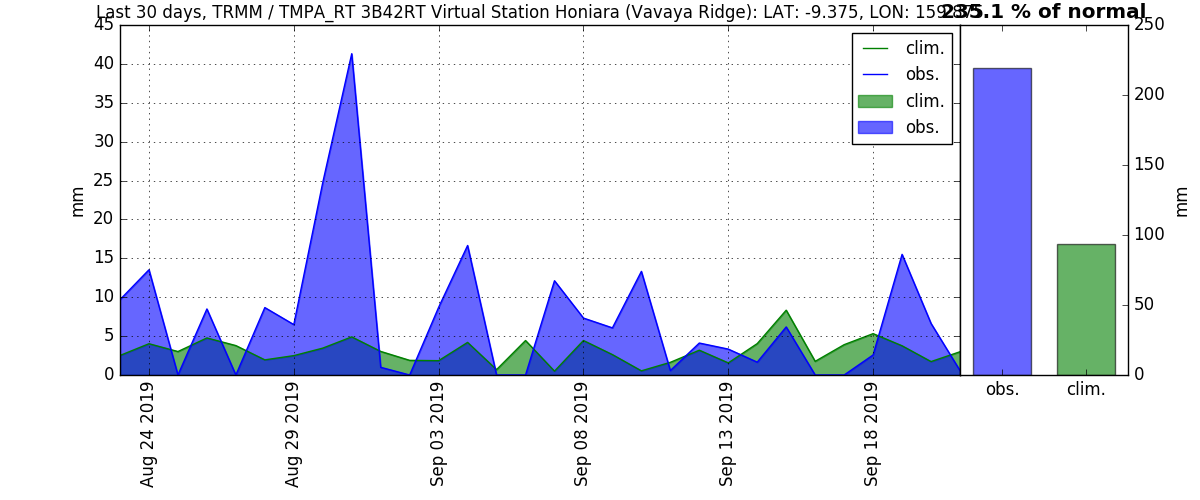 Last 30 days, TRMM / TMPA_RT 3B42RT Virtual Station Honiara (Vavaya Ridge): LAT: -9.375, LON:
235.1 % of normal
45
40
35
30
25
20
15
10
5
0
mm
clim.
obs.
clim.
obs.
Aug 24 2019
Aug 29 2019
Sep 03 2019
Sep 08 2019
Sep 13 2019
Sep 18 2019
250
200
150
100
50
0
mm
obs.
clim.